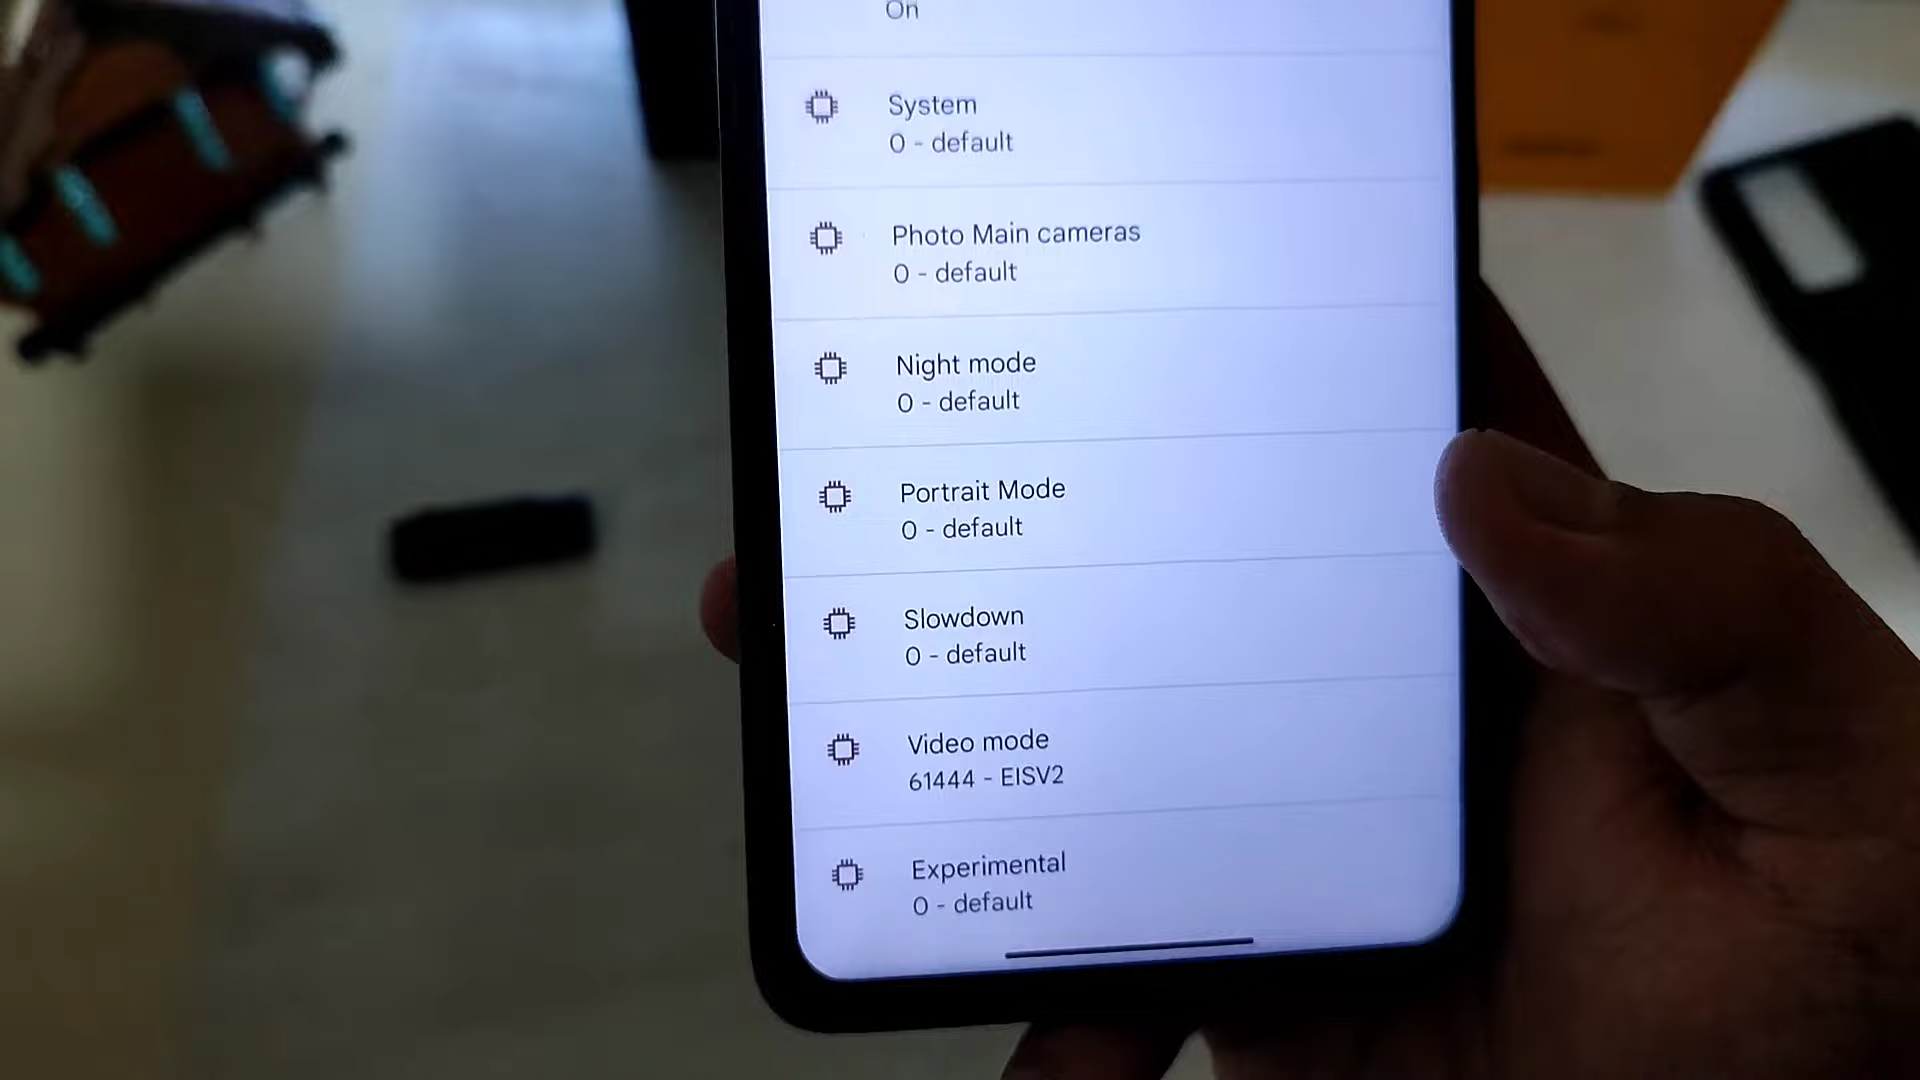 On
System
0 - default
Photo Main cameras
0 - default
Night mode
0 - default
Portrait Mode
0 - default
Slowdown
0 - default
Video mode
61444 - EISV2
Experimental
0 - default